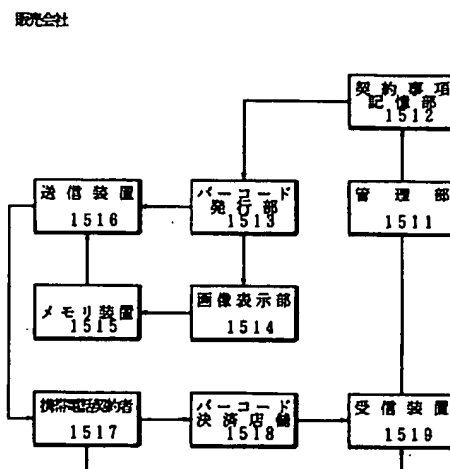 販売会社
契約事項
記憶部
1512
送信装置
1516
バーコード
発行部
1513
管理部
1511
メモリ装置
1515
画像表示部
1514
携帯電話契約者
1517
バーコード
決済店舗
1518
受信装置
1519